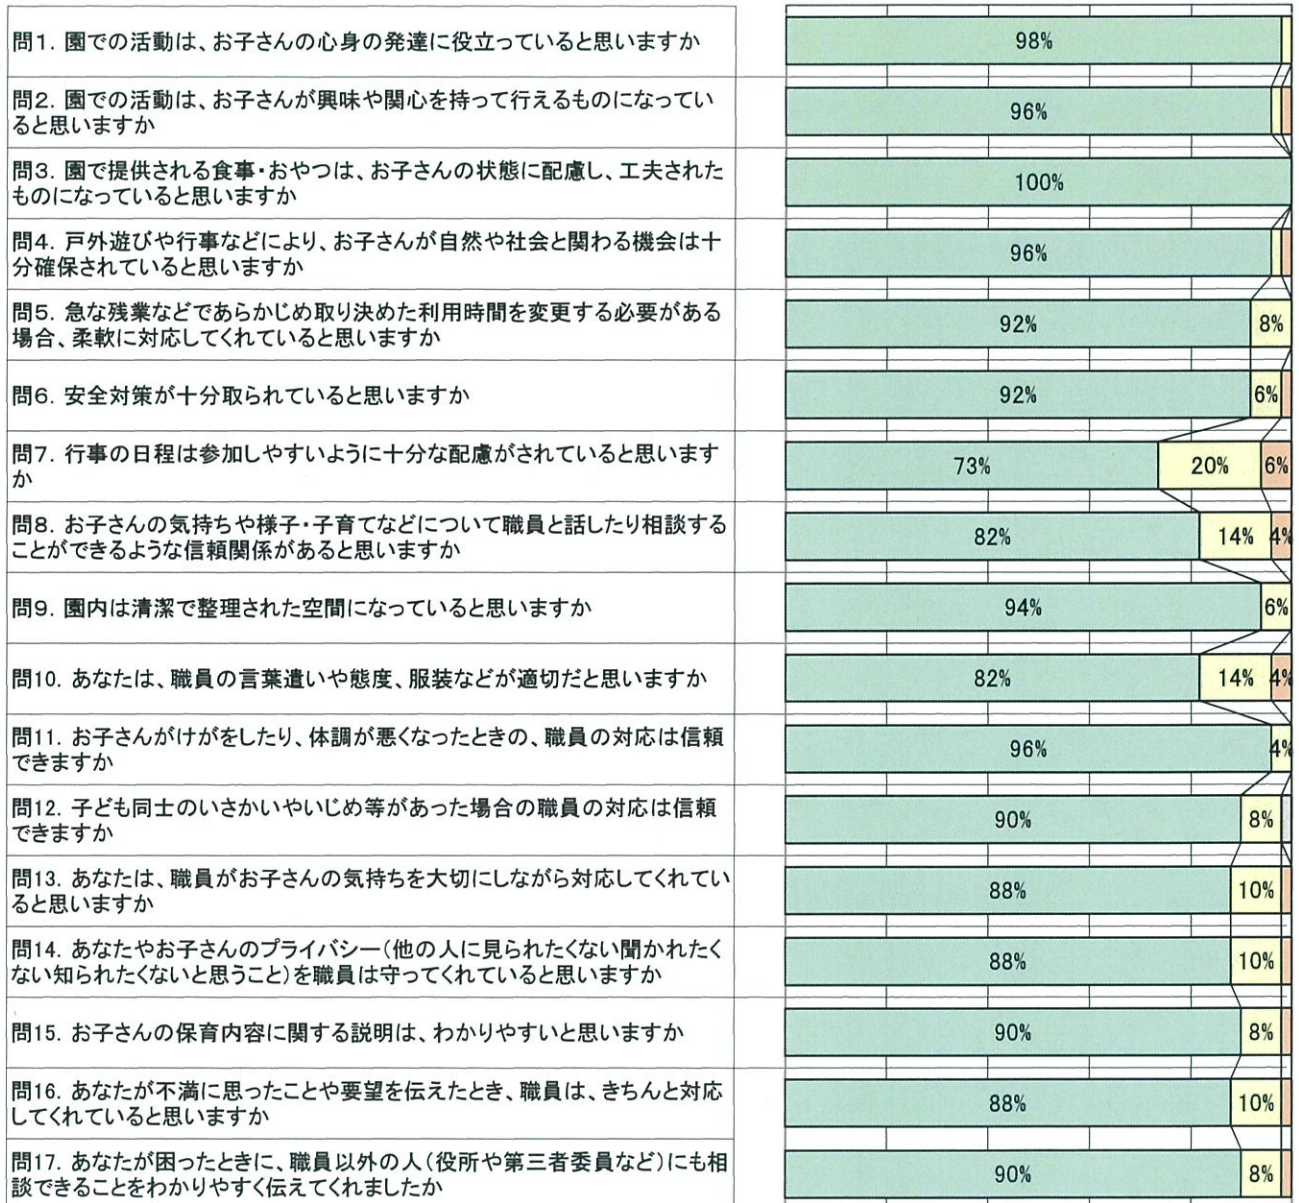 問1. 園での活動は、お子さんの心身の発達に役立っていると思いますか
98%
問2. 園での活動は、お子さんが興味や関心を持って行えるものになってい
ると思いますか
96%
問3. 園で提供される食事・おやつは、お子さんの状態に配慮し、工夫された
ものになっていると思いますか
100%
問4. 戸外遊びや行事などにより、お子さんが自然や社会と関わる機会は十
分確保されていると思いますか
96%
問5. 急な残業などであらかじめ取り決めた利用時間を変更する必要がある
場合、柔軟に対応してくれていると思いますか
92% 8%
問6. 安全対策が十分取られていると思いますか
92% 6%
問7. 行事の日程は参加しやすいように十分な配慮がされていると思います
か
73% 20% 6%
問8. お子さんの気持ちや様子・子育てなどについて職員と話したり相談する
ことができるような信頼関係があると思いますか
82% 14% 4%
問9. 園内は清潔で整理された空間になっていると思いますか
94% 6%
問10. あなたは、職員の言葉遣いや態度、服装などが適切だと思いますか
82% 14% 4%
問11. お子さんがけがをしたり、体調が悪くなったときの、職員の対応は信頼
できますか
96% 4%
問12. 子ども同士のいさかいやいじめ等があった場合の職員の対応は信頼
できますか
90% 8%
問13. あなたは、職員がお子さんの気持ちを大切にしながら対応してくれてい
ると思いますか
88% 10%
問14. あなたやお子さんのプライバシー(他の人に見られたくない聞かれたく
ない知られたくないと思うこと)を職員は守ってくれていると思いますか
88% 10%
問15. お子さんの保育内容に関する説明は、わかりやすいと思いますか
90% 8%
問16. あなたが不満に思ったことや要望を伝えたとき、職員は、きちんと対応
してくれていると思いますか
88% 10%
問17. あなたが困ったときに、職員以外の人(役所や第三者委員など)にも相
談できることをわかりやすく伝えてくれましたか
90% 8%